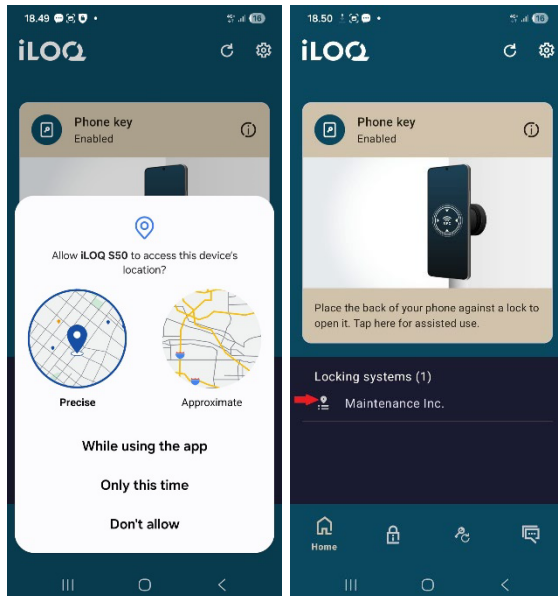 18.49
16
iLOQ
Phone key
Enabled
Allow iLOQ S50 to access this device's
location?
Precise
Approximate
While using the app
Only this time
Don't allow
18.50
16
iLOQ
Phone key
Enabled
Place the back of your phone against a lock to
open it. Tap here for assisted use.
Locking systems (1)
Maintenance Inc.
Home